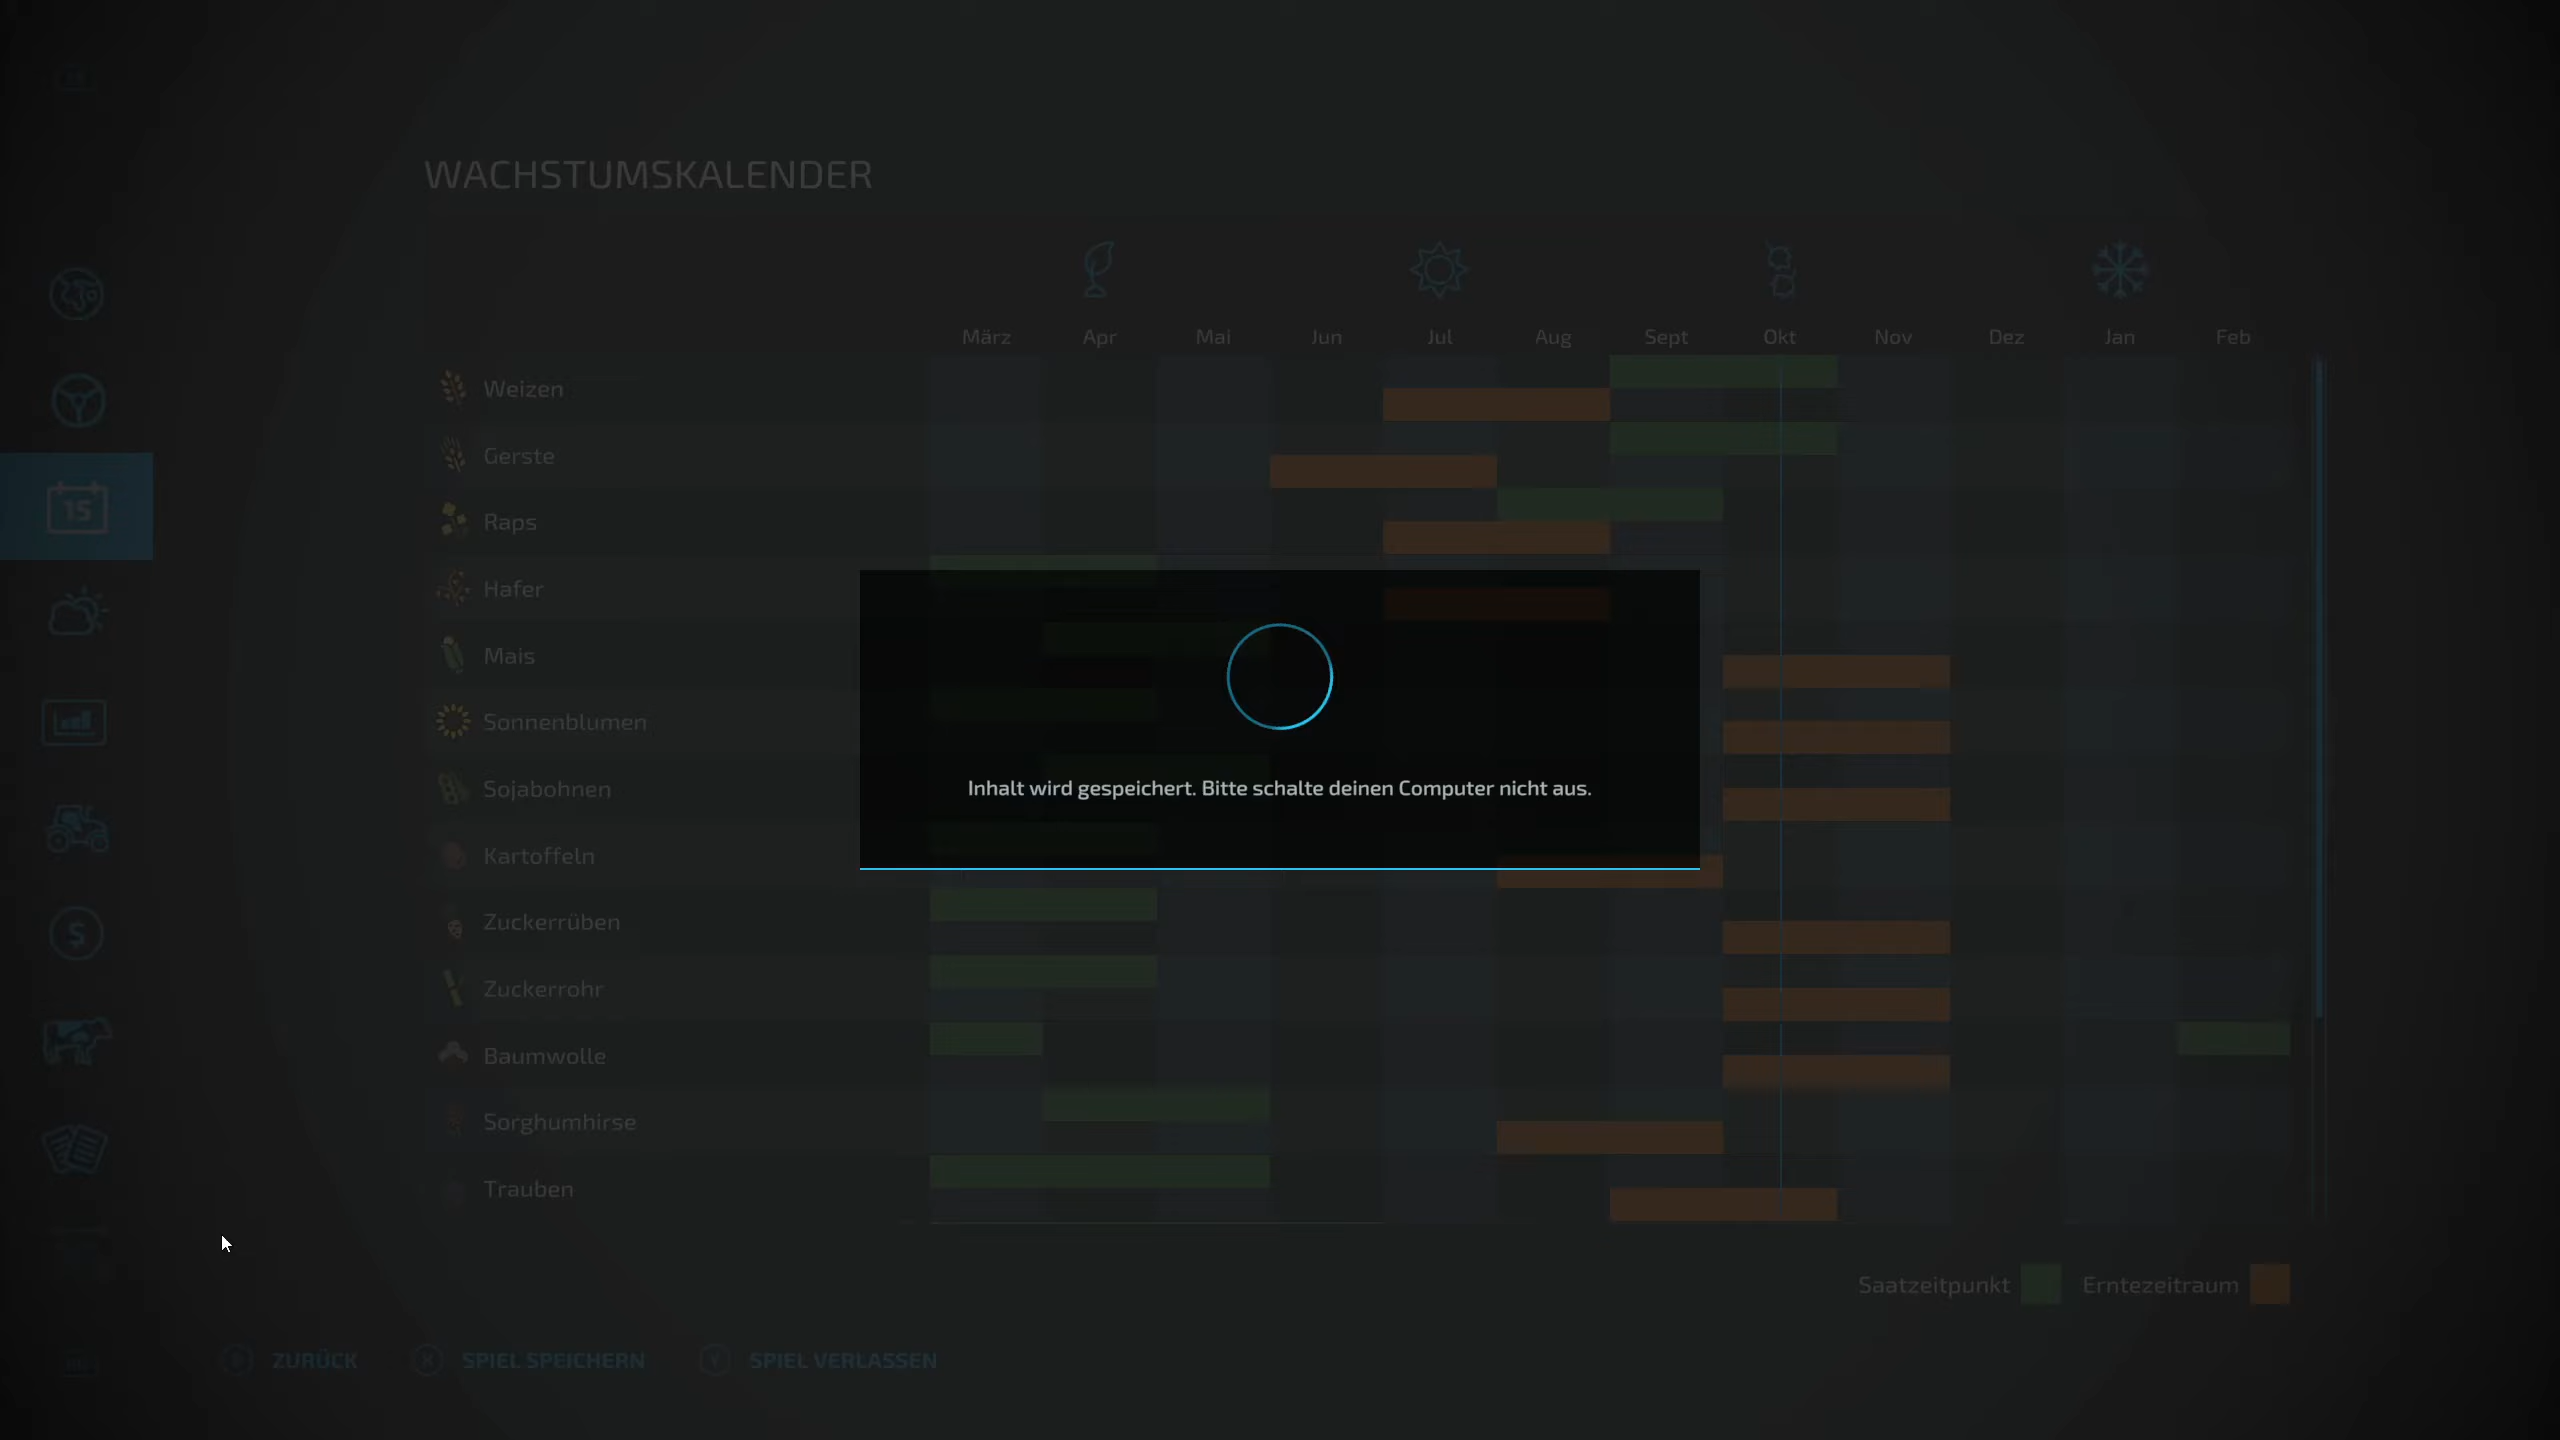 WACHSTUMSKALENDER
März Apr Mai Jun Jul Aug Sept Okt Nov Dez Jan Feb
Weizen
Gerste
15
Raps
Hafer
Mais
Sonnenblumen
Inhalt wird gespeichert. Bitte schalte deinen Computer nicht aus.
Sojabohnen
Kartoffeln
Zuckerrüben
$
Zuckerrohr
Baumwolle
Sorghumhirse
Trauben
Saatzeitpunkt Erntezeitraum
ZURÜCK X SPIEL SPEICHERN Y SPIEL VERLASSEN